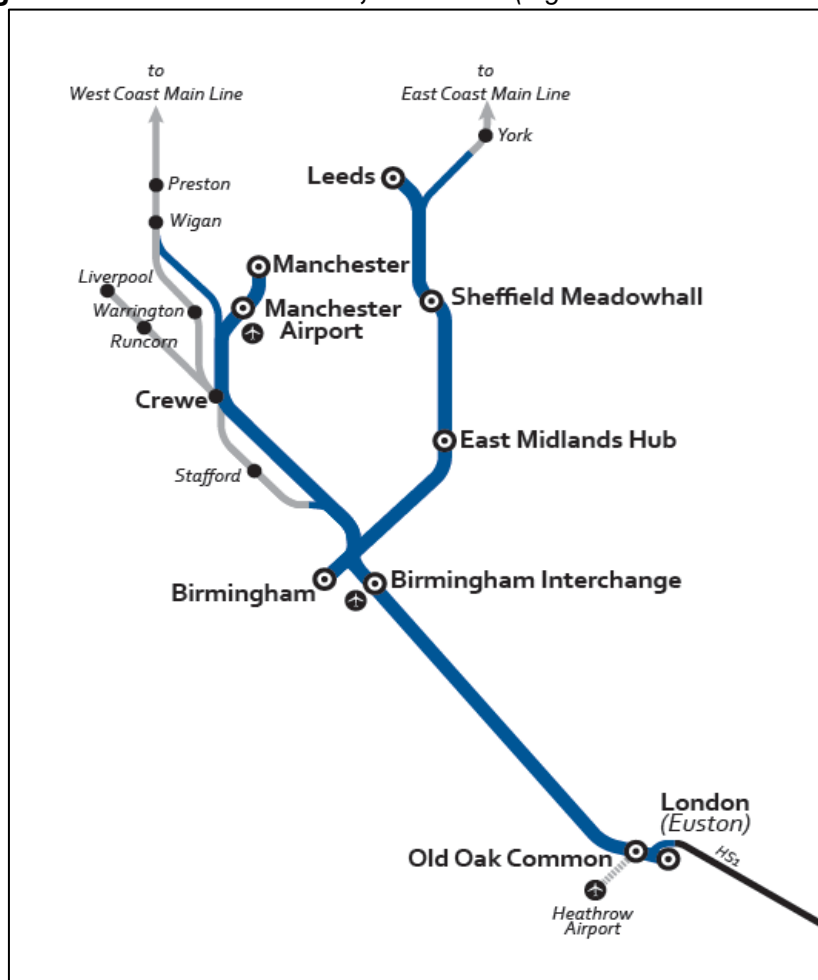 to
West Coast Main Line
to
East Coast Main Line
York
Leeds
Preston
Wigan
Manchester
Liverpool
Sheffield Meadowhall
Warrington
Manchester
Airport
Runcorn
Crewe
East Midlands Hub
Stafford
Birmingham
Birmingham Interchange
London
(Euston)
Old Oak Common
HS1
Heathrow
Airport